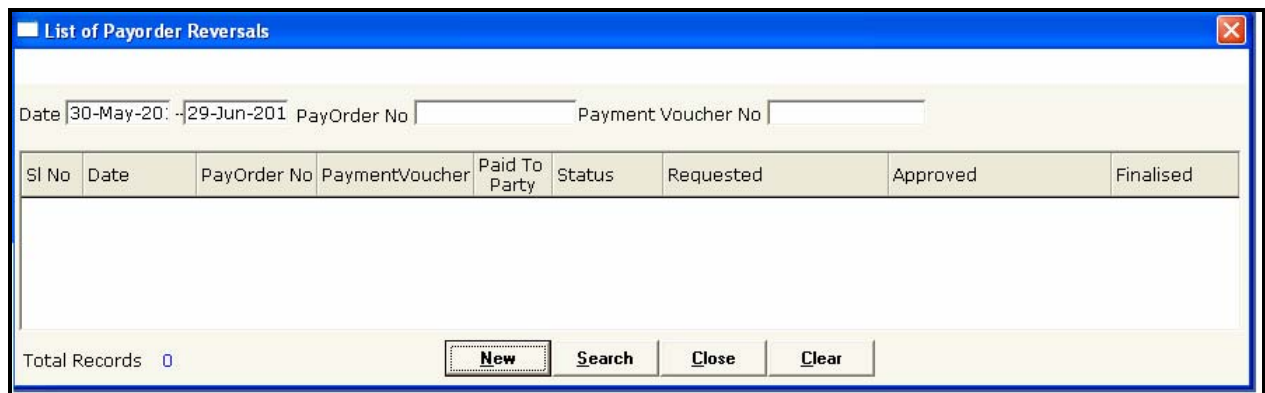 List of Payorder Reversals
Date 30-May-20 - 29-Jun-201 PayOrder No Payment Voucher No
Sl No Date PayOrder No PaymentVoucher Paid To Party Status Requested Approved Finalised
Total Records 0 New Search Close Clear